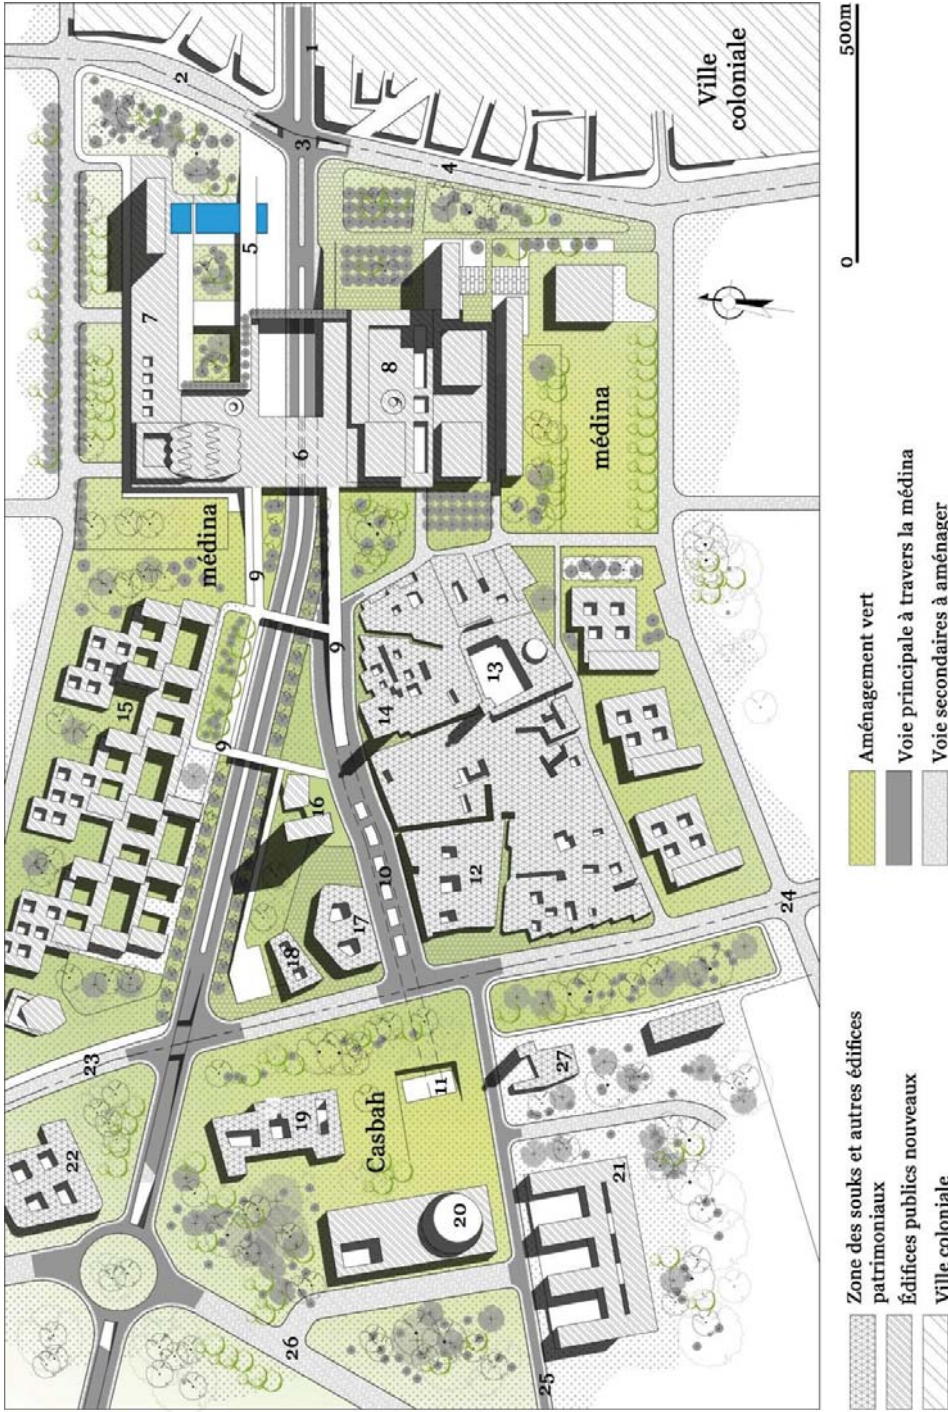 22
23
15
7
2
médina
9
9
5
26
18
19
16
6
3
1
9
17
Casbah
10
14
8
11
4
20
12
13
25
27
médina
21
Ville
coloniale
24
0 500m
Zone des souks et autres édifices
patrimoniaux
Édifices publics nouveaux
Ville coloniale
Aménagement vert
Voie principale à travers la médina
Voie secondaires à aménager